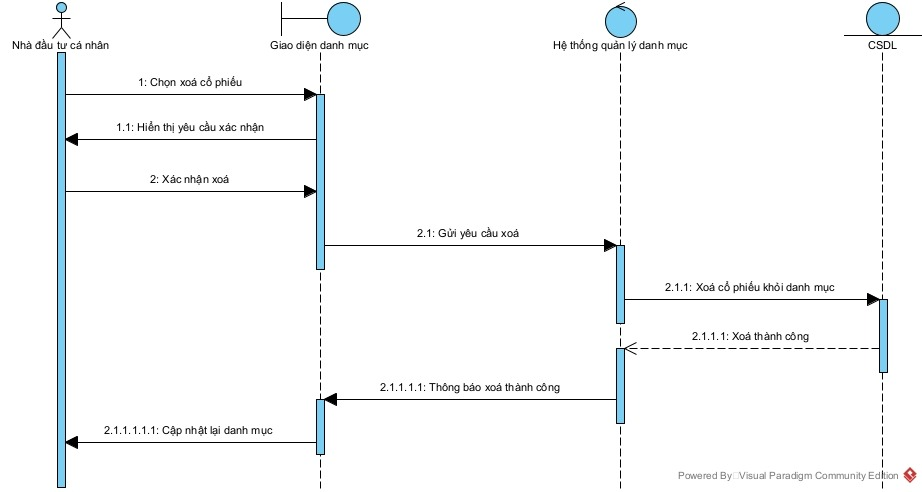 Nhà đầu tư cá nhân
Giao diện danh mục
Hệ thống quản lý danh mục
CSDL
1: Chọn xoá cổ phiếu
1.1: Hiển thị yêu cầu xác nhận
2: Xác nhận xoá
2.1: Gửi yêu cầu xoá
2.1.1: Xoá cổ phiếu khỏi danh mục
2.1.1.1: Xoá thành công
2.1.1.1.1: Thông báo xoá thành công
2.1.1.1.1.1: Cập nhật lại danh mục
Powered By Visual Paradigm Community Edition